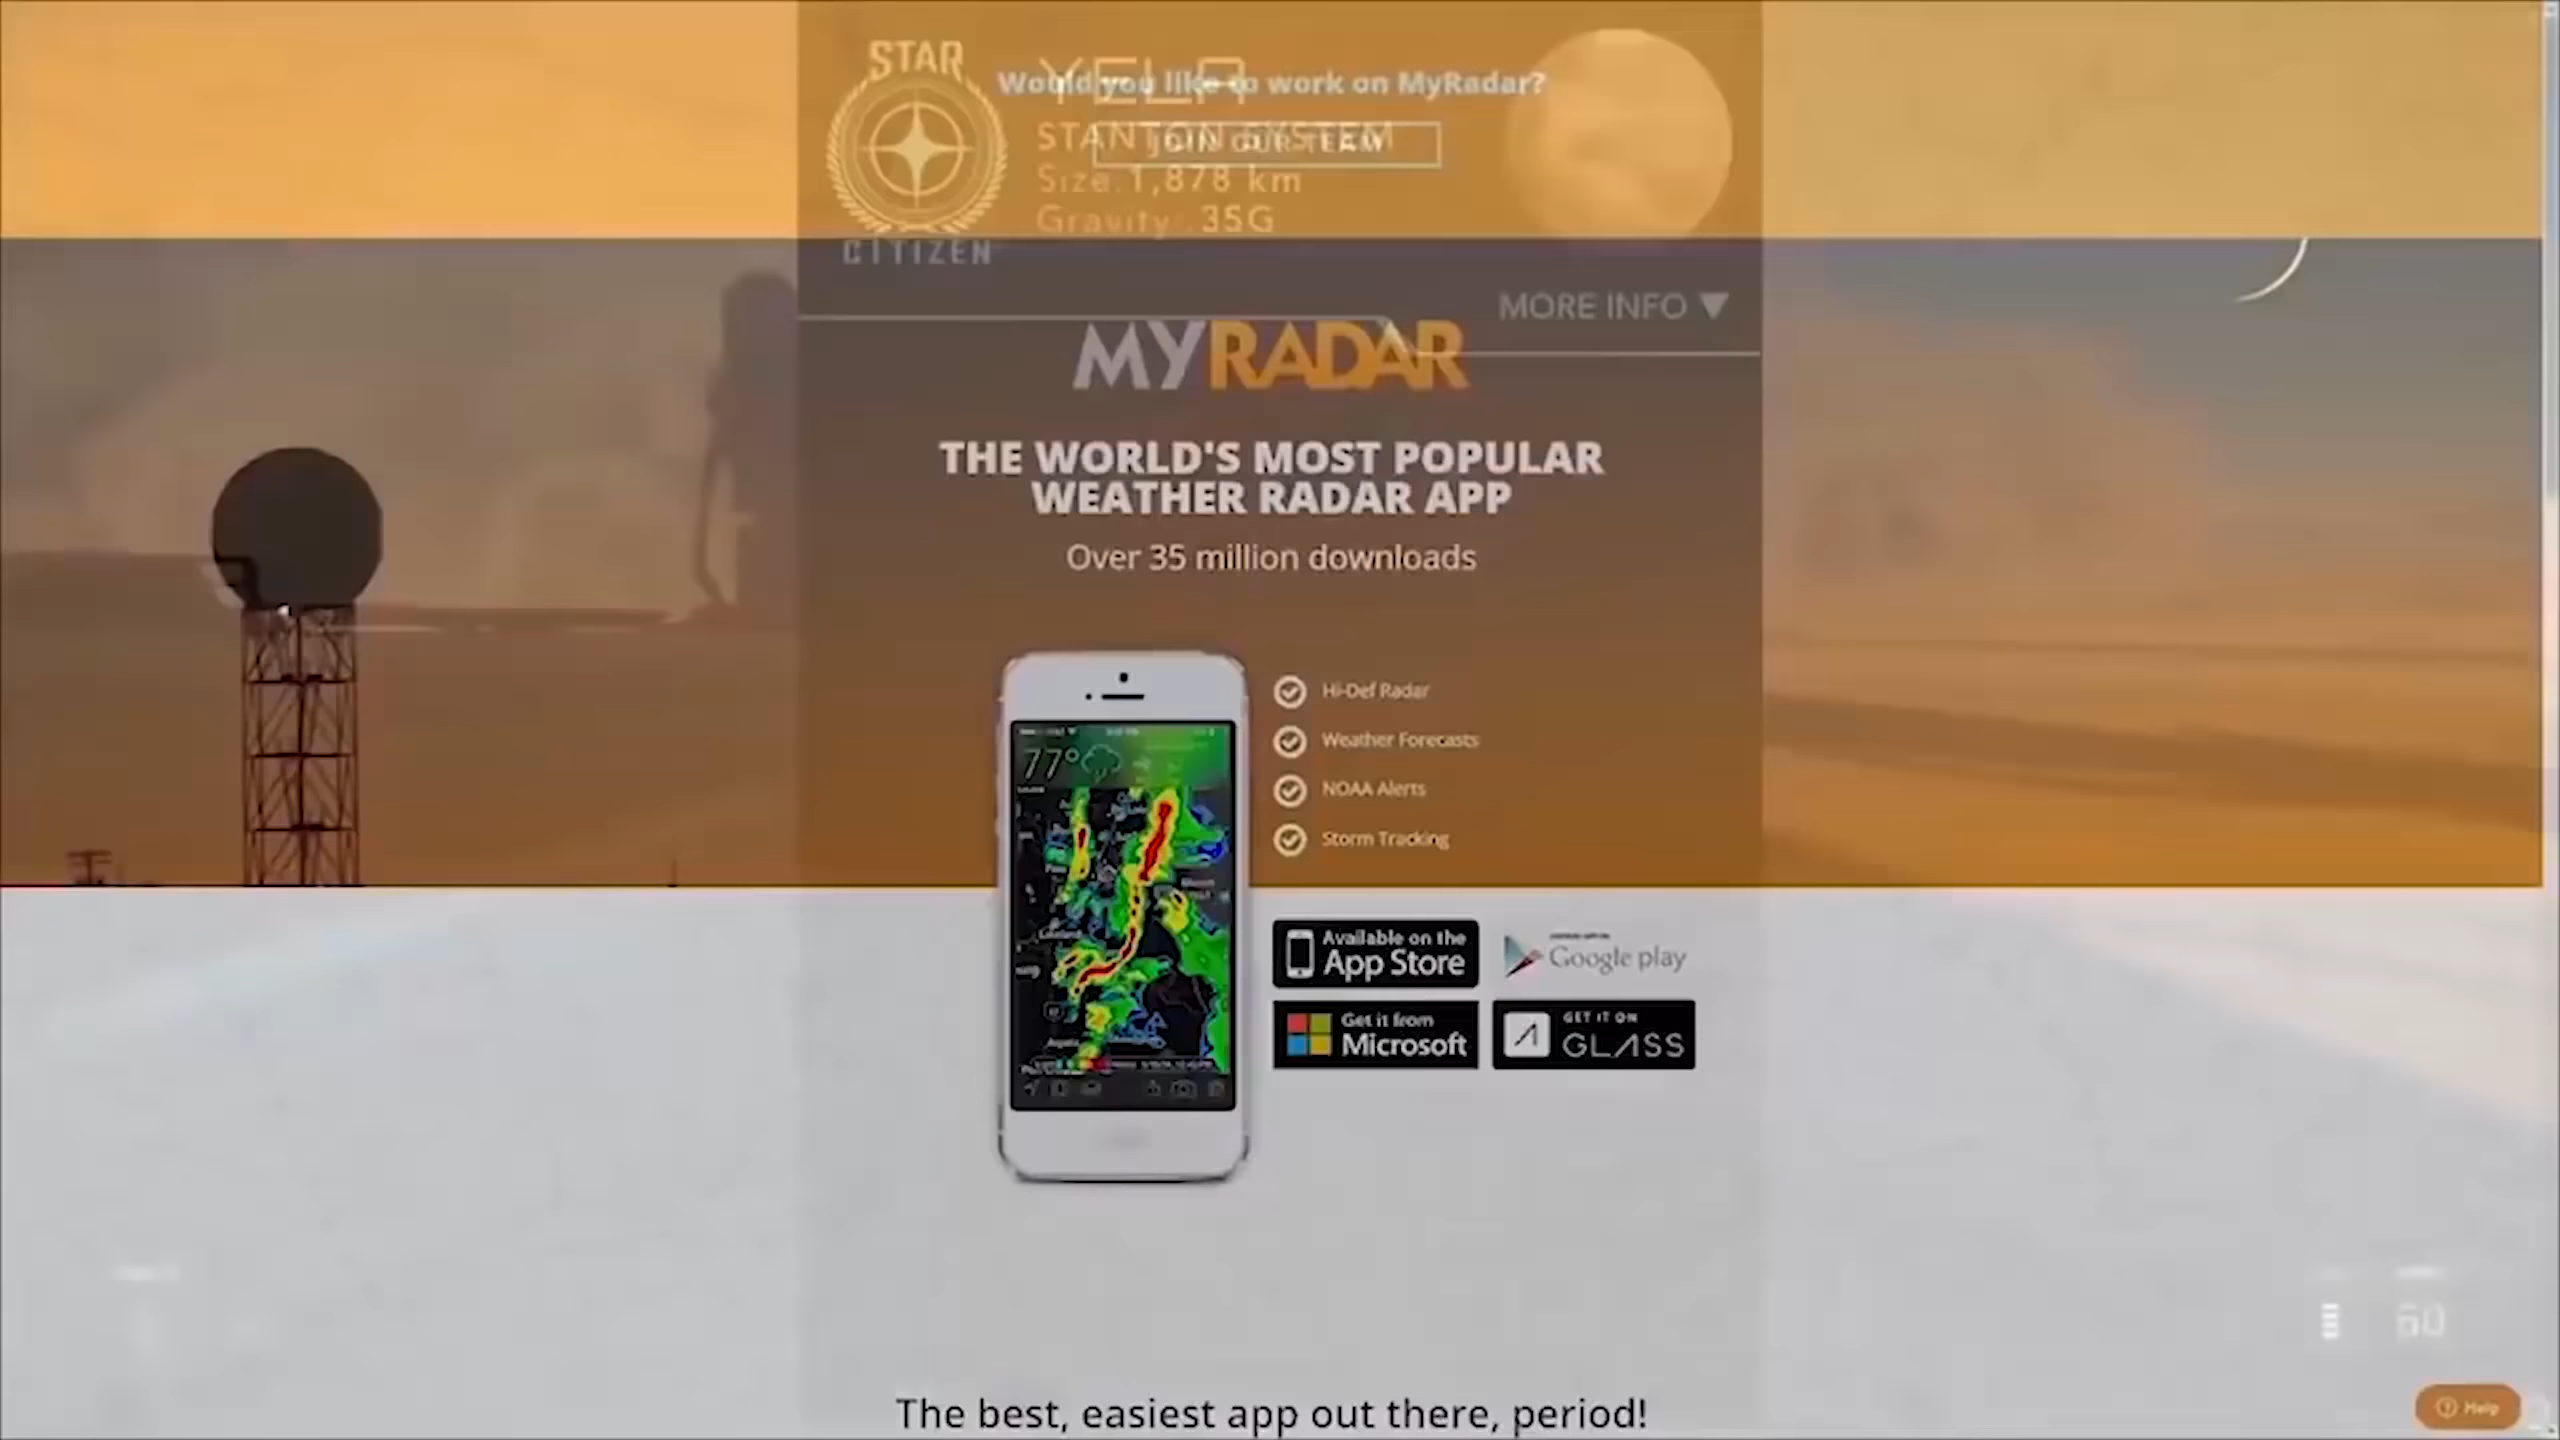 STAR
CITIZEN
YELA
STANTON SYSTEM
Size:1,878 km
Gravity: .35G
MORE INFO
Would you like to work on MyRadar?
JOIN OUR TEAM
MYRADAR
THE WORLD'S MOST POPULAR
WEATHER RADAR APP
Over 35 million downloads
Hi-Def Radar
Weather Forecasts
NOAA Alerts
Storm Tracking
77°
Available on the
App Store
Google play
Get it from
Microsoft
GET IT ON
GLASS
60
The best, easiest app out there, period!
Help